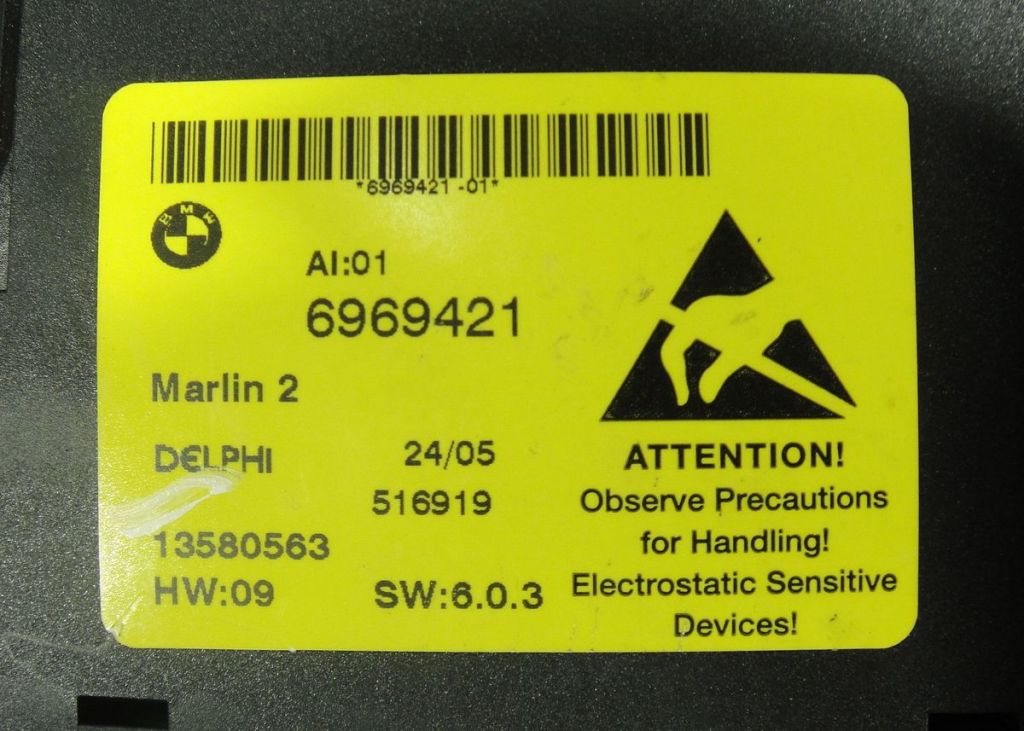 *6969421 -01*
BMW
AI:01
6969421
Marlin 2
DELPHI
24/05
516919
13580563
HW:09
SW:6.0.3
ATTENTION!
Observe Precautions
for Handling!
Electrostatic Sensitive
Devices!